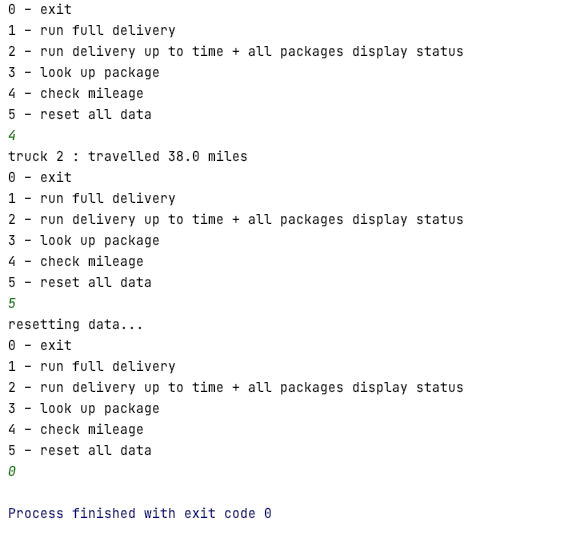 0 - exit
1 - run full delivery
2 - run delivery up to time + all packages display status
3 - look up package
4 - check mileage
5 - reset all data
4
truck 2 : travelled 38.0 miles
0 - exit
1 - run full delivery
2 - run delivery up to time + all packages display status
3 - look up package
4 - check mileage
5 - reset all data
5
resetting data...
0 - exit
1 - run full delivery
2 - run delivery up to time + all packages display status
3 - look up package
4 - check mileage
5 - reset all data
0
Process finished with exit code 0